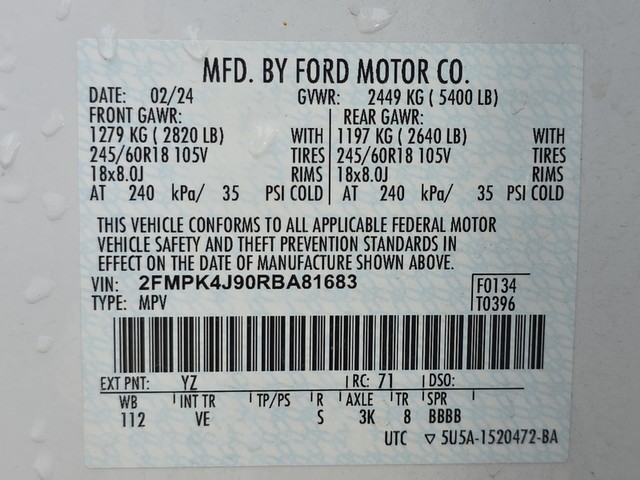 MFD. BY FORD MOTOR CO.
DATE: 02/24 GVWR: 2449 KG ( 5400 LB)
FRONT GAWR: REAR GAWR:
1279 KG ( 2820 LB) WITH 1197 KG ( 2640 LB) WITH
245/60R18 105V TIRES 245/60R18 105V TIRES
18x8.0J RIMS 18x8.0J RIMS
AT 240 kPa/ 35 PSI COLD AT 240 kPa/ 35 PSI COLD
THIS VEHICLE CONFORMS TO ALL APPLICABLE FEDERAL MOTOR
VEHICLE SAFETY AND THEFT PREVENTION STANDARDS IN
EFFECT ON THE DATE OF MANUFACTURE SHOWN ABOVE.
VIN: 2FMPK4J90RBA81683 F0134
TYPE: MPV T0396
EXT PNT: YZ RC: 71 DSO:
WB INT TR TP/PS R AXLE TR SPR
112 VE S 3K 8 BBBB
UTC ▽ 5U5A-1520472-BA